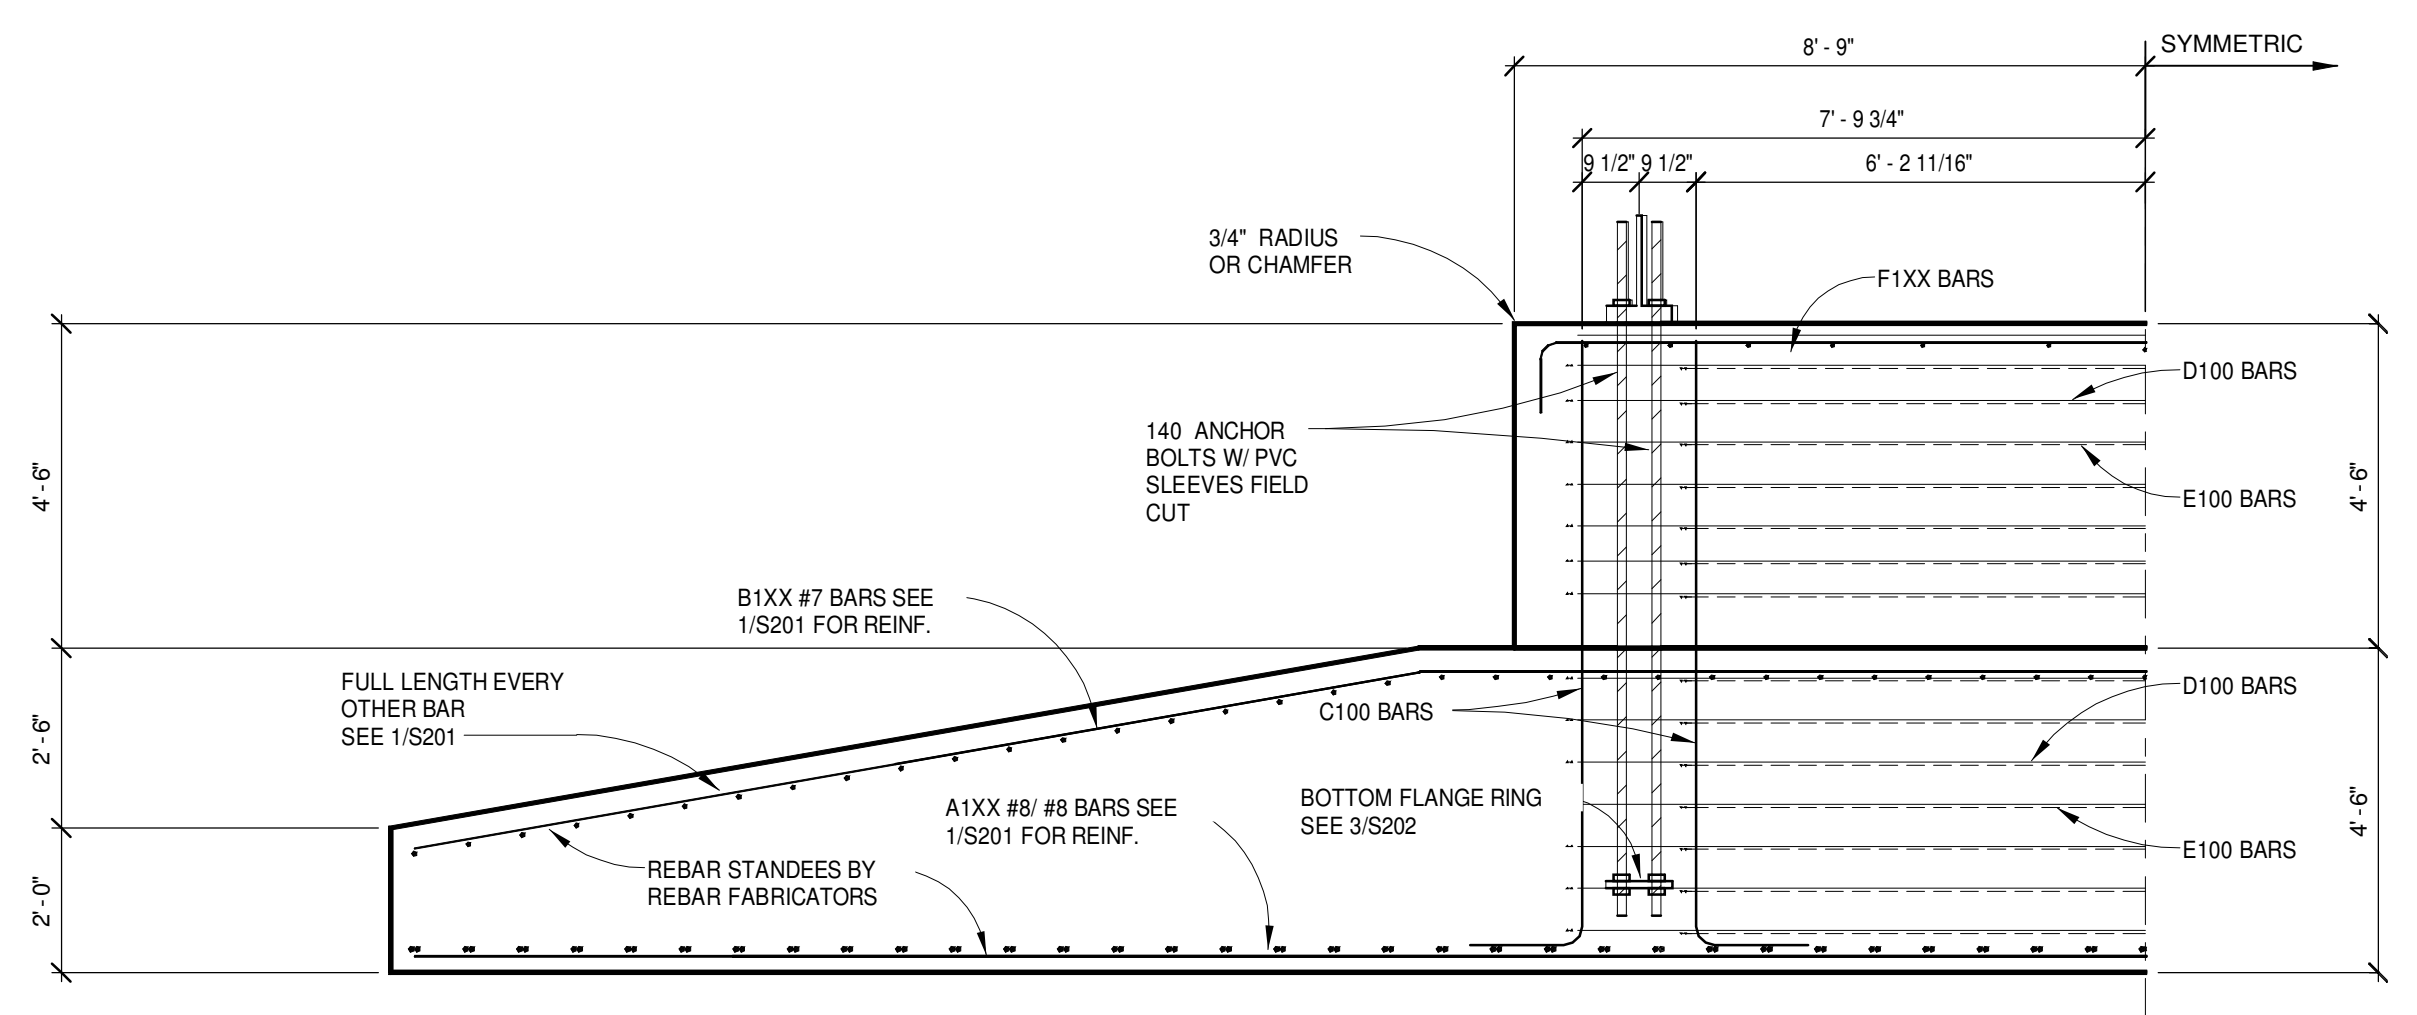 8' - 9"
SYMMETRIC
7' - 9 3/4"
9 1/2" 9 1/2"
6' - 2 11/16"
3/4" RADIUS
OR CHAMFER
F1XX BARS
D100 BARS
140 ANCHOR
BOLTS W/ PVC
SLEEVES FIELD
CUT
E100 BARS
4' - 6"
4' - 6"
B1XX #7 BARS SEE
1/S201 FOR REINF.
FULL LENGTH EVERY
OTHER BAR
SEE 1/S201
D100 BARS
C100 BARS
2' - 6"
A1XX #8/ #8 BARS SEE
1/S201 FOR REINF.
BOTTOM FLANGE RING
SEE 3/S202
4' - 6"
E100 BARS
REBAR STANDEES BY
REBAR FABRICATORS
2' - 0"